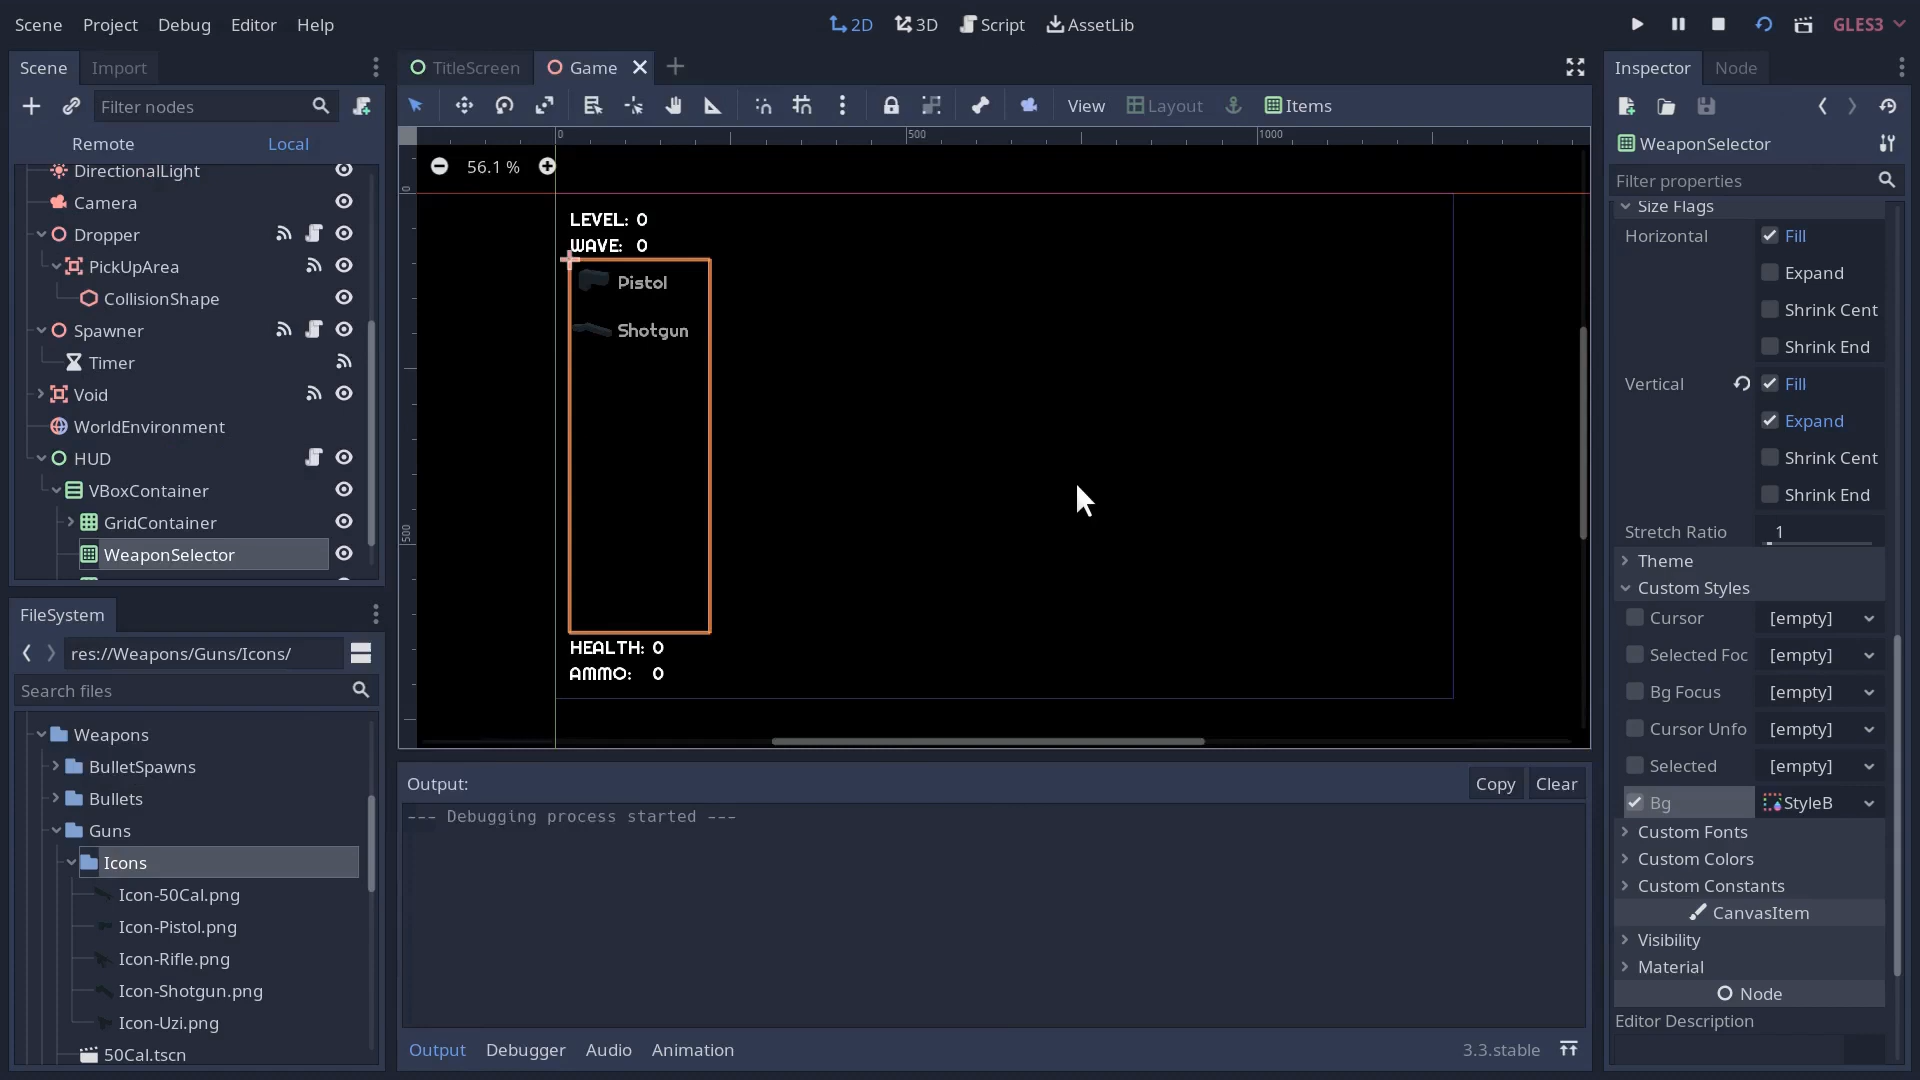 Scene Project Debug Editor Help
2D 3D Script AssetLib
GLES3
Scene Import
Filter nodes
Remote Local
DirectionalLight
Camera
Dropper
PickUpArea
CollisionShape
Spawner
Timer
Void
WorldEnvironment
HUD
VBoxContainer
GridContainer
WeaponSelector
FileSystem
res://Weapons/Guns/Icons/
Search files
Weapons
BulletSpawns
Bullets
Guns
Icons
Icon-50Cal.png
Icon-Pistol.png
Icon-Rifle.png
Icon-Shotgun.png
Icon-Uzi.png
50Cal.tscn
TitleScreen Game
View Layout Items
0 500 1000
0
500
56.1 %
LEVEL: 0
WAVE: 0
Pistol
Shotgun
HEALTH: 0
AMMO: 0
Output: Copy Clear
--- Debugging process started ---
Output Debugger Audio Animation 3.3.stable
Inspector Node
WeaponSelector
Filter properties
Size Flags
Horizontal Fill
Expand
Shrink Cent
Shrink End
Vertical Fill
Expand
Shrink Cent
Shrink End
Stretch Ratio 1
Theme
Custom Styles
Cursor [empty]
Selected Foc [empty]
Bg Focus [empty]
Cursor Unfo [empty]
Selected [empty]
Bg StyleB
Custom Fonts
Custom Colors
Custom Constants
CanvasItem
Visibility
Material
Node
Editor Description